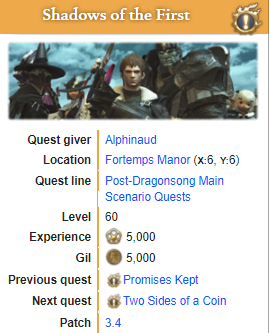 Shadows of the First
Quest giver Alphinaud
Location Fortemps Manor (X:6, Y:6)
Quest line Post-Dragonsong Main
Scenario Quests
Level 60
Experience 5,000
Gil 5,000
Previous quest Promises Kept
Next quest Two Sides of a Coin
Patch 3.4